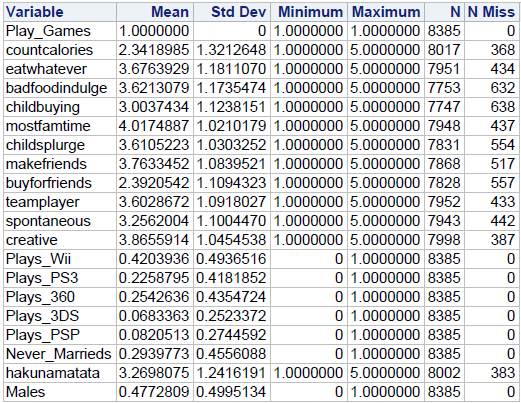 Variable Mean Std Dev Minimum Maximum N N Miss
Play_Games 1.0000000 0 1.0000000 1.0000000 8385 0
countcalories 2.3418985 1.3212648 1.0000000 5.0000000 8017 368
eatwhatever 3.6763929 1.1811070 1.0000000 5.0000000 7951 434
badfoodindulge 3.6213079 1.1735474 1.0000000 5.0000000 7753 632
childbuying 3.0037434 1.1238151 1.0000000 5.0000000 7747 638
mostfamtime 4.0174887 1.0210179 1.0000000 5.0000000 7948 437
childsplurge 3.6105223 1.0303252 1.0000000 5.0000000 7831 554
makefriends 3.7633452 1.0839521 1.0000000 5.0000000 7868 517
buyforfriends 2.3920542 1.1094323 1.0000000 5.0000000 7828 557
teamplayer 3.6028672 1.0918027 1.0000000 5.0000000 7952 433
spontaneous 3.2562004 1.1004470 1.0000000 5.0000000 7943 442
creative 3.8655914 1.0454538 1.0000000 5.0000000 7998 387
Plays_Wii 0.4203936 0.4936516 0 1.0000000 8385 0
Plays_PS3 0.2258795 0.4181852 0 1.0000000 8385 0
Plays_360 0.2542636 0.4354724 0 1.0000000 8385 0
Plays_3DS 0.0683363 0.2523372 0 1.0000000 8385 0
Plays_PSP 0.0820513 0.2744592 0 1.0000000 8385 0
Never_Marrieds 0.2939773 0.4556088 0 1.0000000 8385 0
hakunamatata 3.2698075 1.2416191 1.0000000 5.0000000 8002 383
Males 0.4772809 0.4995134 0 1.0000000 8385 0